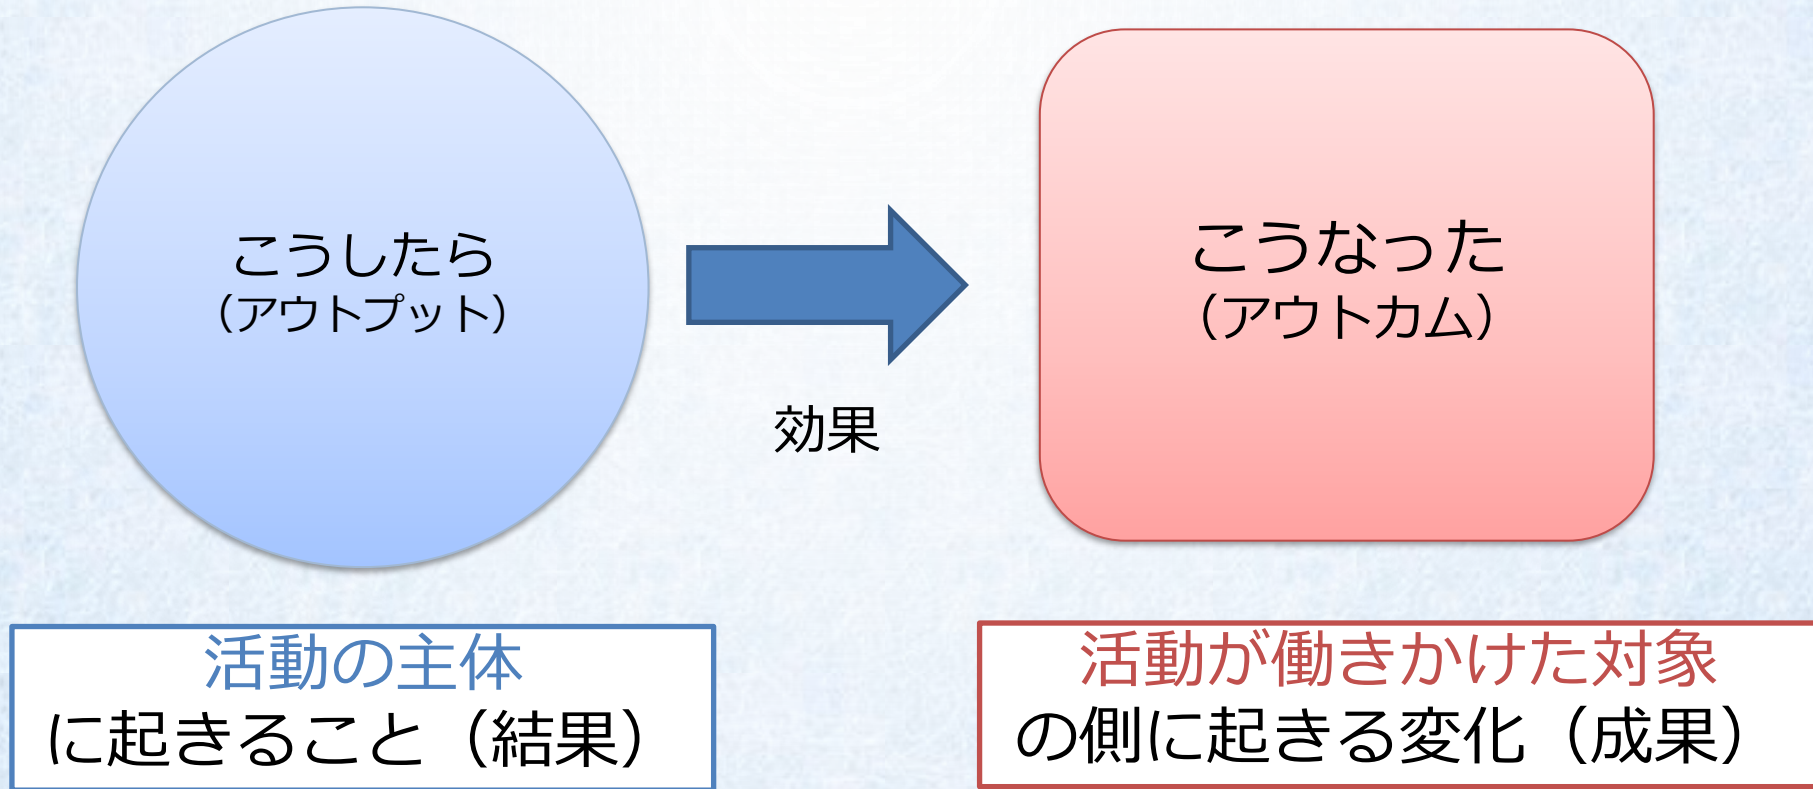 こうしたら
（アウトプット）
効果
こうなった
（アウトカム）
活動の主体
に起きること（結果）
活動が働きかけた対象
の側に起きる変化（成果）